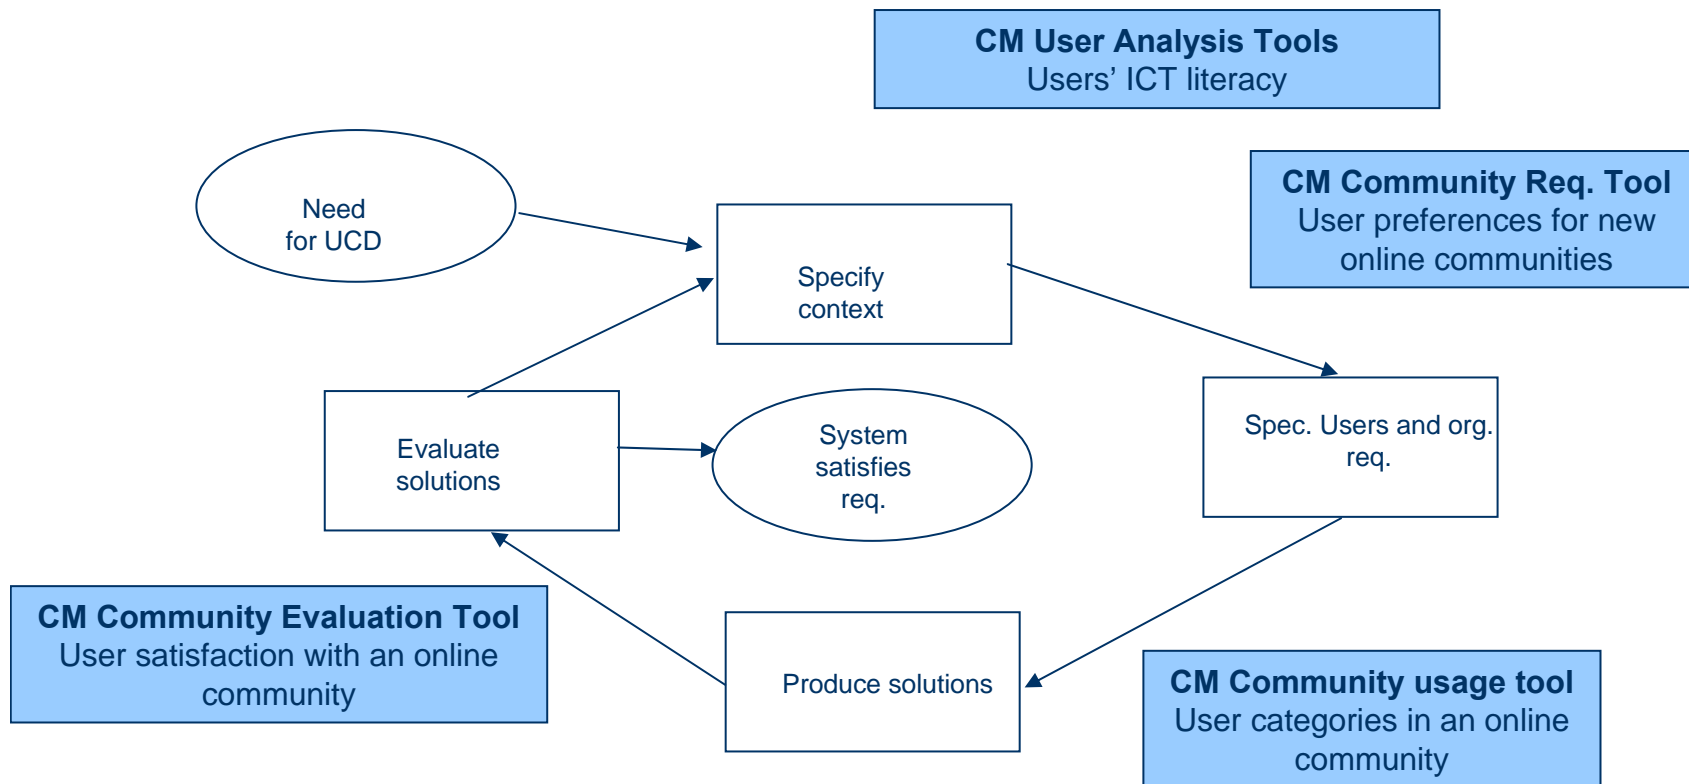 CM User Analysis Tools
Users’ ICT literacy
CM Community Req. Tool
User preferences for new
online communities
Need
for UCD
Specify
context
Evaluate
solutions
System
satisfies
req.
Spec. Users and org.
req.
CM Community Evaluation Tool
User satisfaction with an online
community
Produce solutions
CM Community usage tool
User categories in an online
community